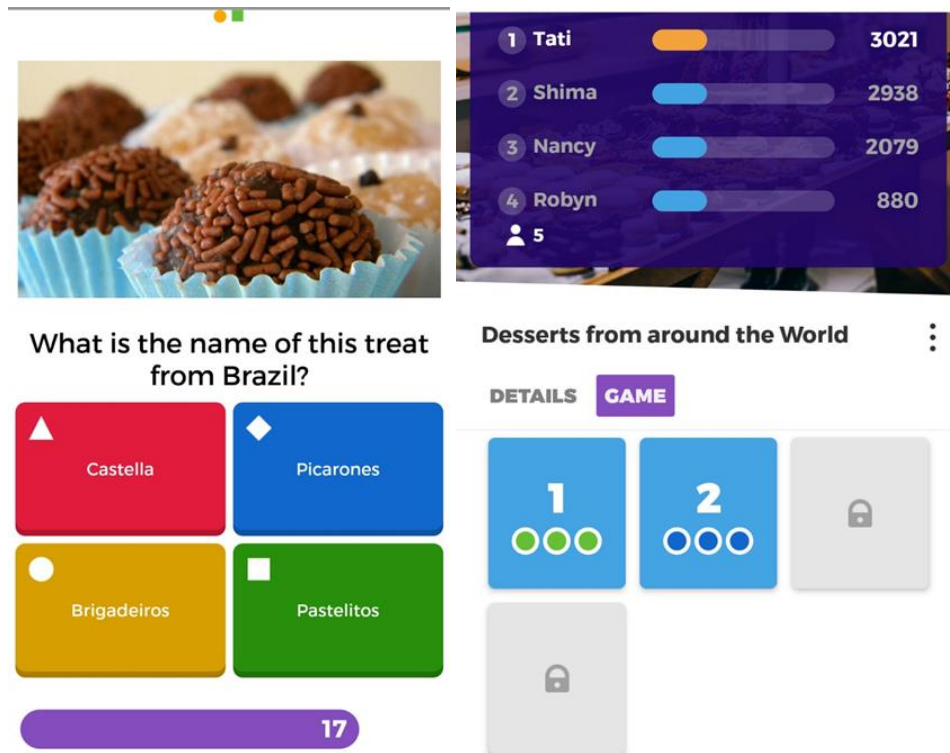 What is the name of this treat
from Brazil?
Castella
Picarones
Brigadeiros
Pastelitos
17
1 Tati 3021
2 Shima 2938
3 Nancy 2079
4 Robyn 880
5
Desserts from around the World
DETAILS GAME
1 2